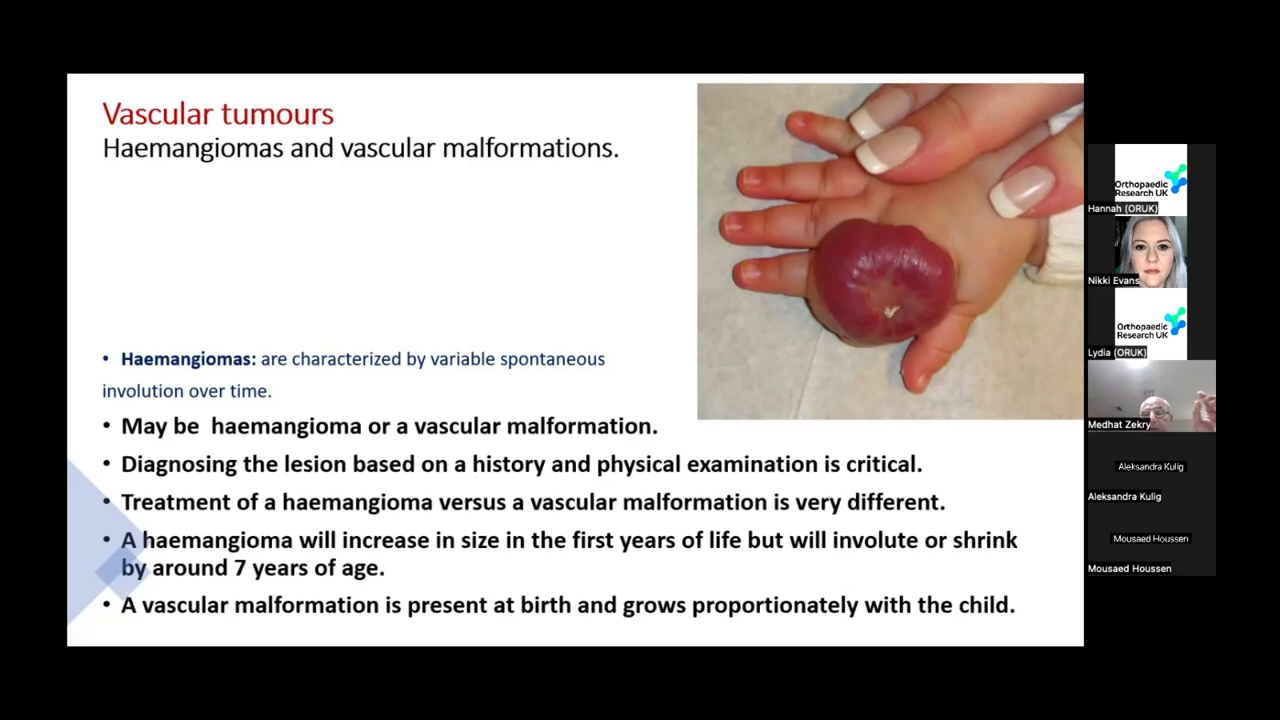 Vascular tumours
Haemangiomas and vascular malformations.
• Haemangiomas: are characterized by variable spontaneous
involution over time.
• May be haemangioma or a vascular malformation.
• Diagnosing the lesion based on a history and physical examination is critical.
• Treatment of a haemangioma versus a vascular malformation is very different.
• A haemangioma will increase in size in the first years of life but will involute or shrink
by around 7 years of age.
• A vascular malformation is present at birth and grows proportionately with the child.
Orthopaedic
Research UK
Hannah (ORUK)
Nikki Evans
Orthopaedic
Research UK
Lydia (ORUK)
Medhat Zekry
Aleksandra Kulig
Aleksandra Kulig
Mousaed Houssen
Mousaed Houssen